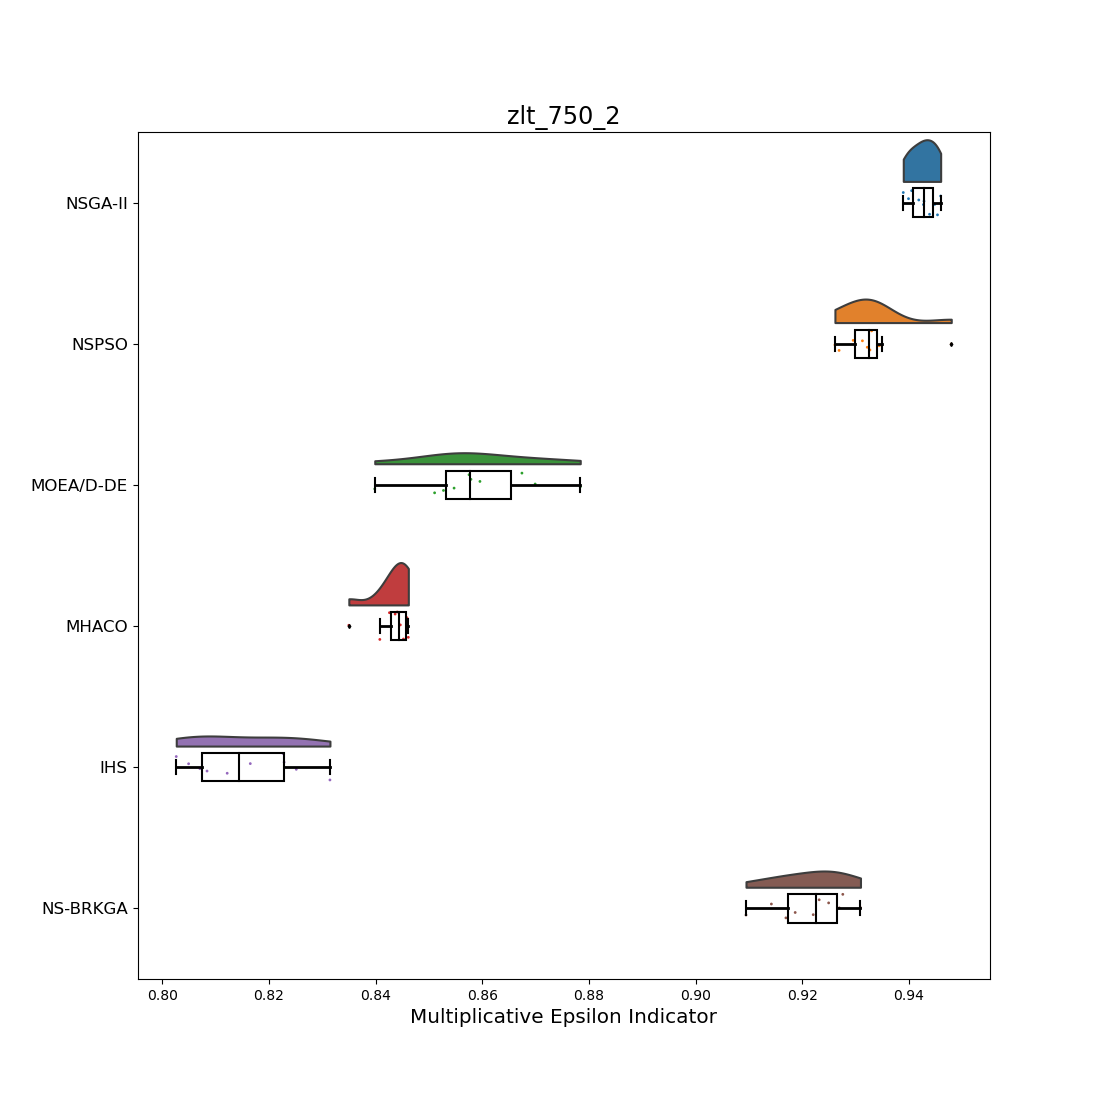 zlt_750_2
NSGA-II
NSPSO
MOEA/D-DE
MHACO
IHS
NS-BRKGA
0.80 0.82 0.84 0.86 0.88 0.90 0.92 0.94
Multiplicative Epsilon Indicator